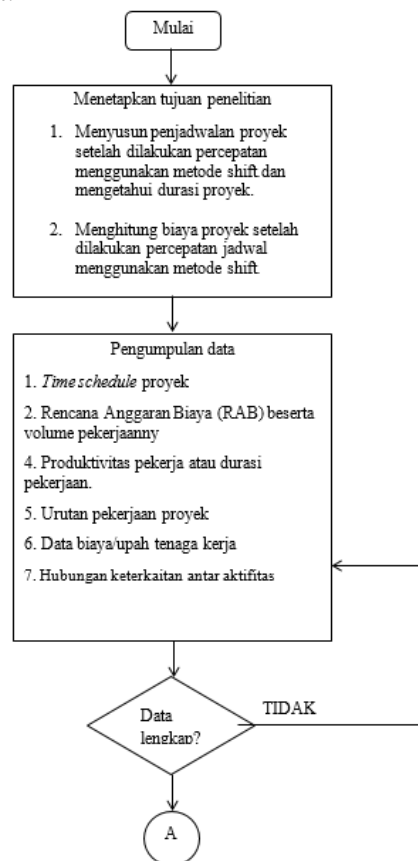 Mulai
Menetapkan tujuan penelitian
1. Menyusun penjadwalan proyek
setelah dilakukan percepatan
menggunakan metode shift dan
mengetahui durasi proyek.
2. Menghitung biaya proyek setelah
dilakukan percepatan jadwal
menggunakan metode shift
Pengumpulan data
1. Time schedule proyek
2. Rencana Anggaran Biaya (RAB) beserta
volume pekerjaanny
4. Produktivitas pekerja atau durasi
pekerjaan.
5. Urutan pekerjaan proyek
6. Data biaya/upah tenaga kerja
7. Hubungan keterkaitan antar aktifitas
Data
lengkap?
TIDAK
A